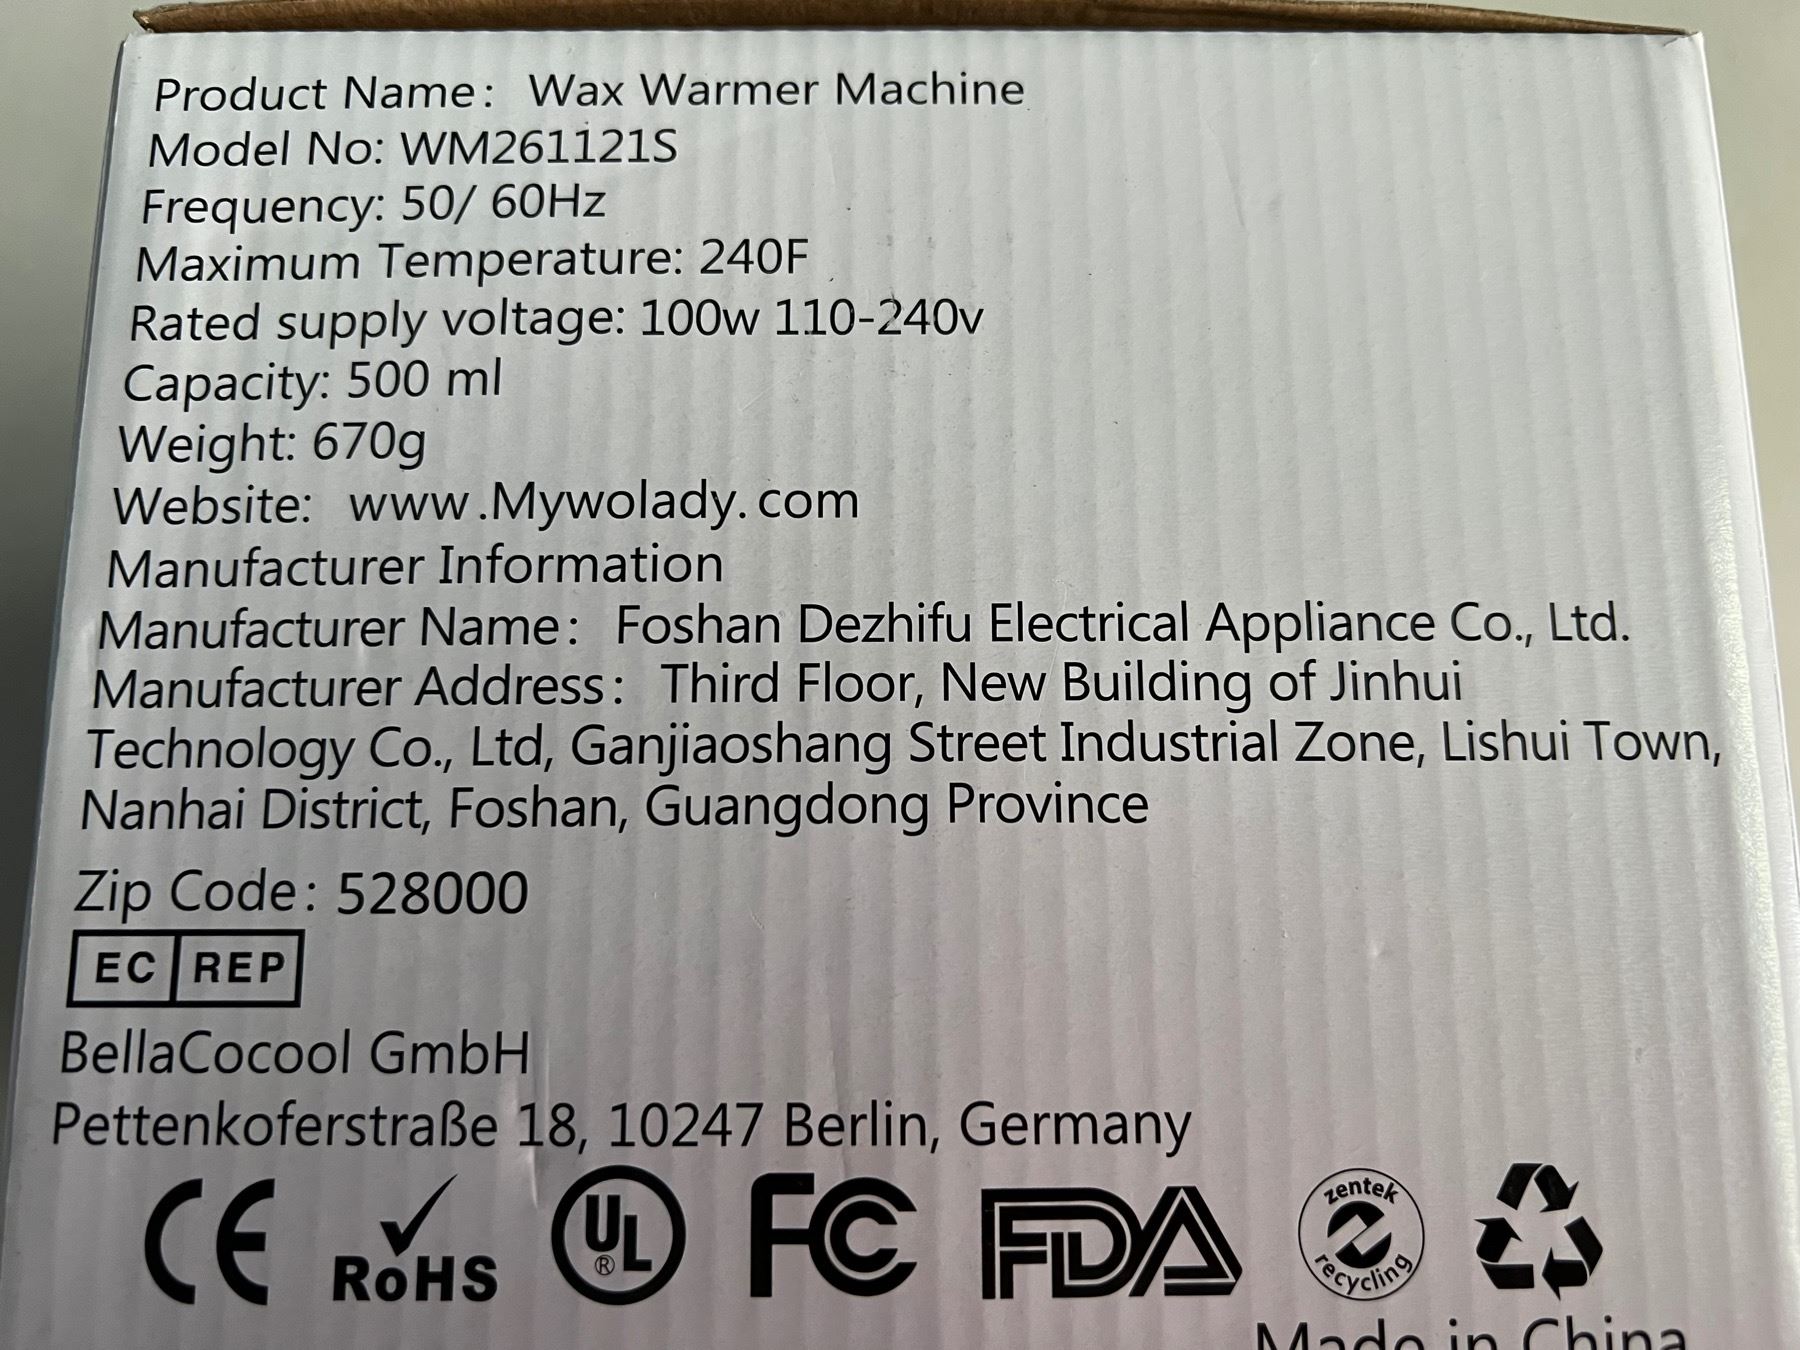 Product Name: Wax Warmer Machine
Model No: WM261121S
Frequency: 50/ 60Hz
Maximum Temperature: 240F
Rated supply voltage: 100w 110-240v
Capacity: 500 ml
Weight: 670g
Website: www.Mywolady.com
Manufacturer Information
Manufacturer Name: Foshan Dezhifu Electrical Appliance Co., Ltd.
Manufacturer Address: Third Floor, New Building of Jinhui
Technology Co., Ltd, Ganjiaoshang Street Industrial Zone, Lishui Town,
Nanhai District, Foshan, Guangdong Province
Zip Code: 528000
EC REP
BellaCocool GmbH
Pettenkoferstraße 18, 10247 Berlin, Germany
CE RoHS UL® FC FDA zentek recycling
Made in China